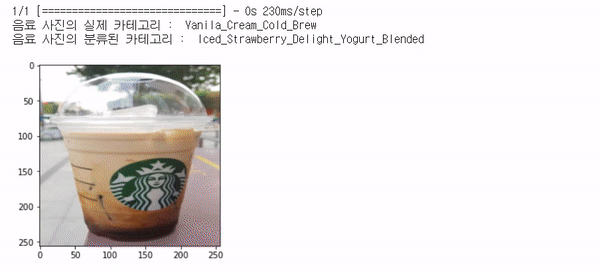 1/1 [==============================] - 0s 230ms/step
음료 사진의 실제 카테고리 :  Vanila_Cream_Cold_Brew
음료 사진의 분류된 카테고리 :  Iced_Strawberry_Delight_Yogurt_Blended
0
50
100
150
200
250
0 50 100 150 200 250